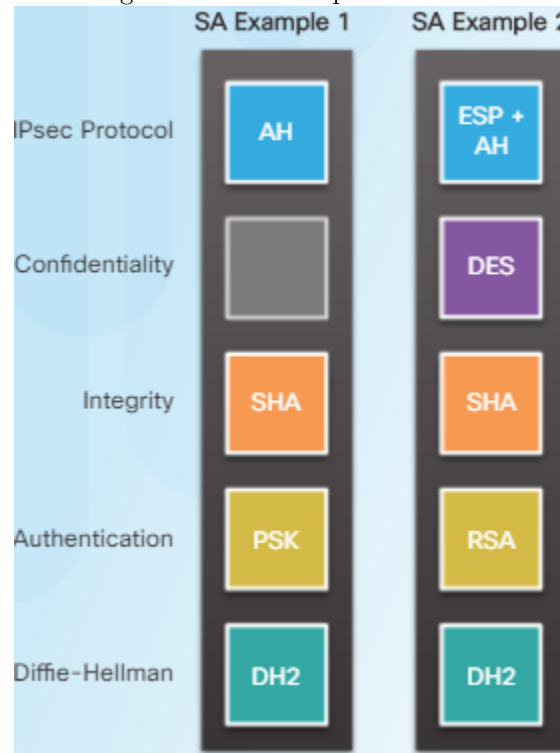 SA Example 1 SA Example 2
IPsec Protocol AH ESP +
AH
Confidentiality DES
Integrity SHA SHA
Authentication PSK RSA
Diffie-Hellman DH2 DH2